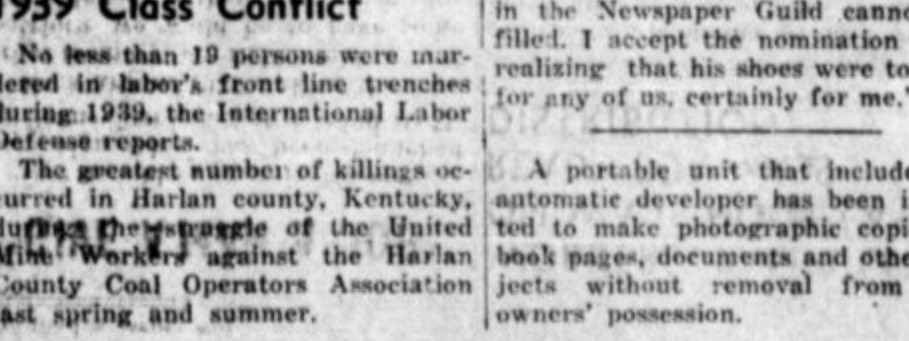 1939 Class Conflict
No less than 19 persons were mur-
dered in labor's front line trenches
during 1939, the International Labor
Defense reports.
The greatest number of killings oc-
curred in Harlan county, Kentucky,
during the struggle of the United
Mine Workers against the Harlan
County Coal Operators Association
last spring and summer.
in the Newspaper Guild canno
filled. I accept the nomination
realizing that his shoes were to
for any of us, certainly for me."
A portable unit that include
automatic developer has been i
ted to make photographic copi
book pages, documents and othe
jects without removal from
owners' possession.